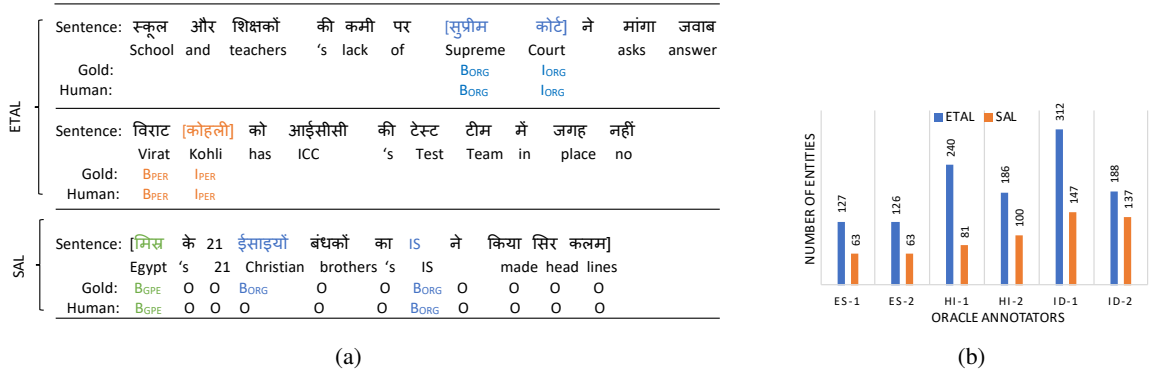 ETAL
Sentence: स्कूल और शिक्षकों की कमी पर [सुप्रीम कोर्ट] ने मांगा जवाब
School and teachers 's lack of Supreme Court asks answer
Gold: BORG IORG
Human: BORG IORG
Sentence: विराट [कोहली] को आईसीसी की टेस्ट टीम में जगह नहीं
Virat Kohli has ICC 's Test Team in place no
Gold: BPER IPER
Human: BPER IPER
SAL
Sentence: [मिस्र के 21 ईसाइयों बंधकों का IS ने किया सिर कलम]
Egypt 's 21 Christian brothers 's IS made head lines
Gold: BGPE O O BORG O O BORG O O O O
Human: BGPE O O O O O BORG O O O O
(a)
ETAL SAL
NUMBER OF ENTITIES
127 63 126 63 240 81 186 100 312 147 188 137
ES-1 ES-2 HI-1 HI-2 ID-1 ID-2
ORACLE ANNOTATORS
(b)